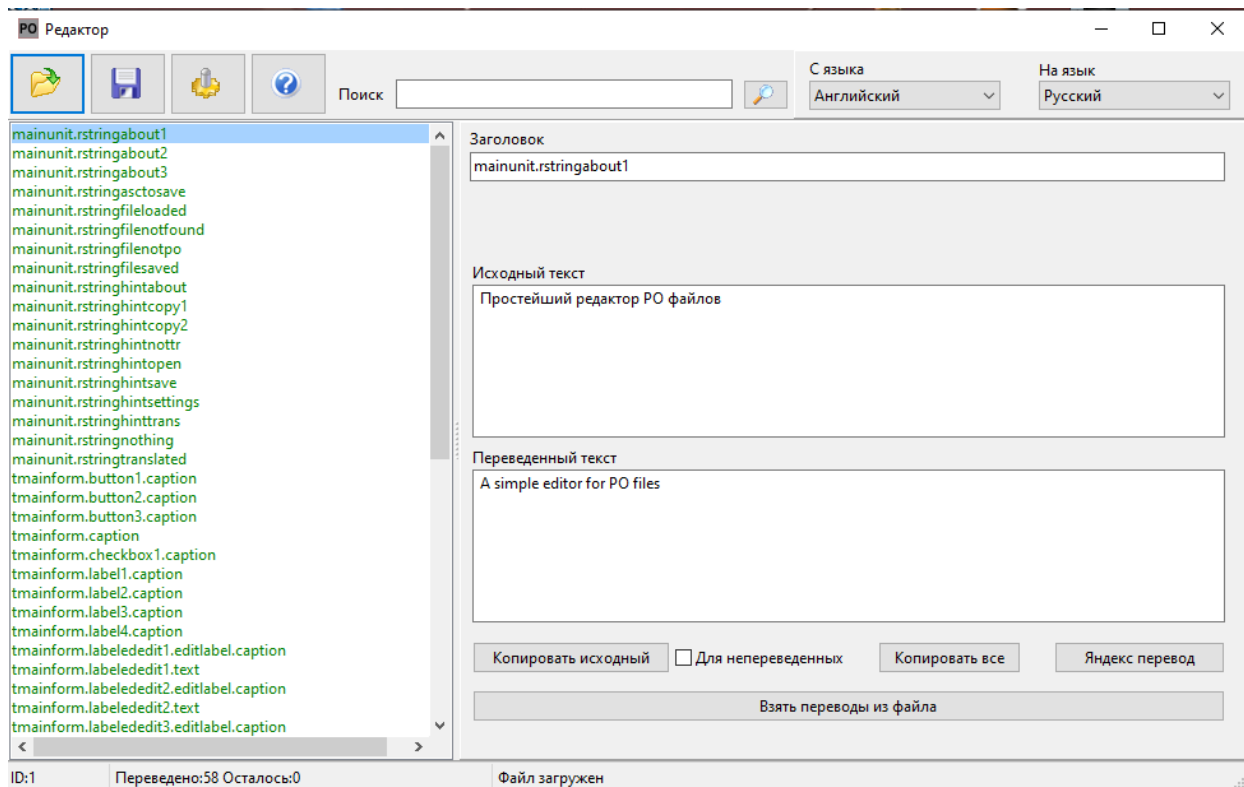 PO Редактор
Поиск
С языка
Английский
На язык
Русский
mainunit.rstringabout1
mainunit.rstringabout2
mainunit.rstringabout3
mainunit.rstringasctosave
mainunit.rstringfileloaded
mainunit.rstringfilenotfound
mainunit.rstringfilenotpo
mainunit.rstringfilesaved
mainunit.rstringhintabout
mainunit.rstringhintcopy1
mainunit.rstringhintcopy2
mainunit.rstringhintnottr
mainunit.rstringhintopen
mainunit.rstringhintsave
mainunit.rstringhintsettings
mainunit.rstringhinttrans
mainunit.rstringnothing
mainunit.rstringtranslated
tmainform.button1.caption
tmainform.button2.caption
tmainform.button3.caption
tmainform.caption
tmainform.checkbox1.caption
tmainform.label1.caption
tmainform.label2.caption
tmainform.label3.caption
tmainform.label4.caption
tmainform.labelededit1.editlabel.caption
tmainform.labelededit1.text
tmainform.labelededit2.editlabel.caption
tmainform.labelededit2.text
tmainform.labelededit3.editlabel.caption
Заголовок
mainunit.rstringabout1
Исходный текст
Простейший редактор PO файлов
Переведенный текст
A simple editor for PO files
Копировать исходный
Для непереведенных
Копировать все
Яндекс перевод
Взять переводы из файла
ID:1
Переведено:58 Осталось:0
Файл загружен